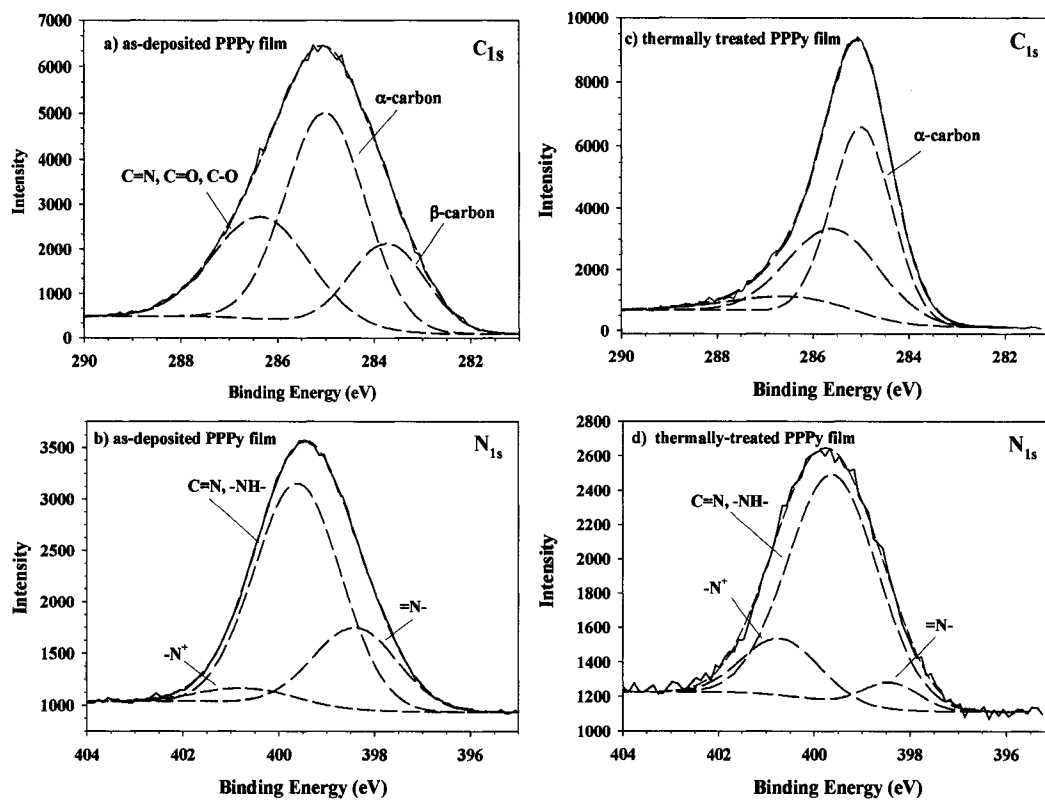 a) as-deposited PPPy film
C1s
α-carbon
C=N, C=O, C-O
β-carbon
Intensity
7000
6000
5000
4000
3000
2000
1000
0
290
288
286
284
282
Binding Energy (eV)
c) thermally treated PPPy film
C1s
α-carbon
Intensity
10000
8000
6000
4000
2000
0
290
288
286
284
282
Binding Energy (eV)
b) as-deposited PPPy film
N1s
C=N, -NH-
=N-
-N+
Intensity
3500
3000
2500
2000
1500
1000
404
402
400
398
396
Binding Energy (eV)
d) thermally-treated PPPy film
N1s
C=N, -NH-
-N+
=N-
Intensity
2800
2600
2400
2200
2000
1800
1600
1400
1200
1000
404
402
400
398
396
Binding Energy (eV)